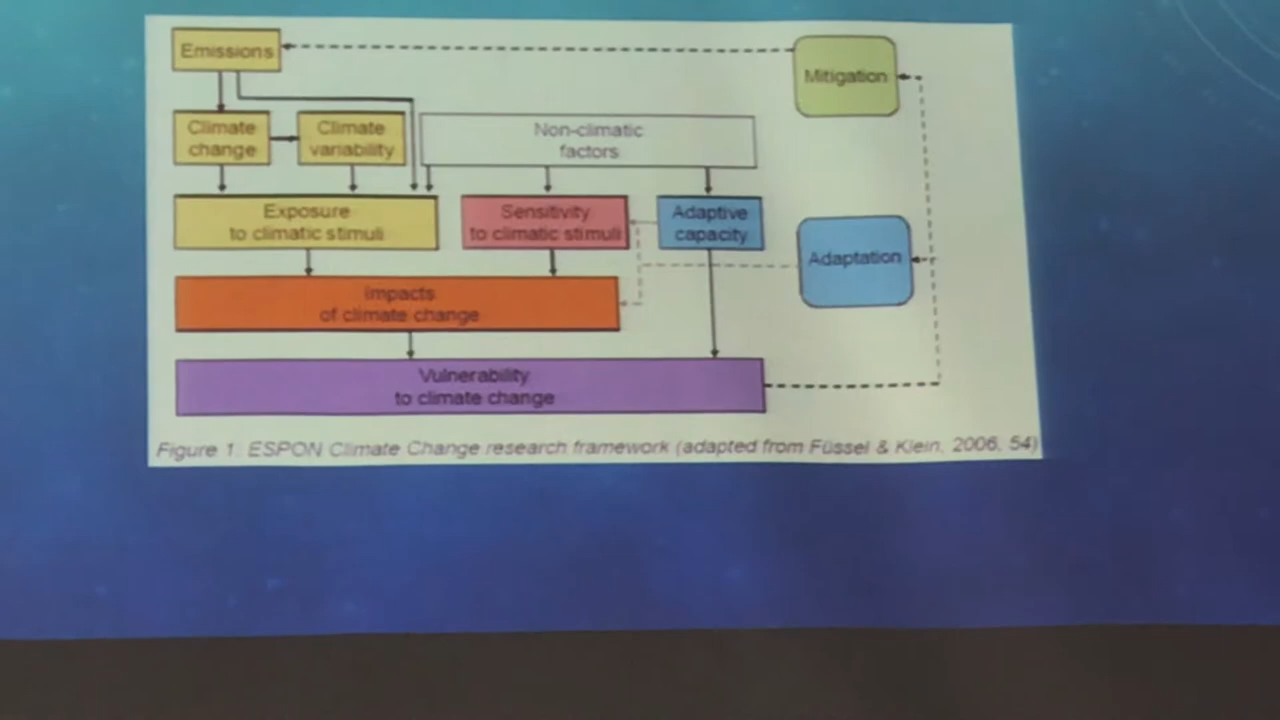 Emissions
Mitigation
Climate
change
Climate
variability
Non-climatic
factors
Exposure
to climatic stimuli
Sensitivity
to climatic stimuli
Adaptive
capacity
Adaptation
Impacts
of climate change
Vulnerability
to climate change
Figure 1: ESPON Climate Change research framework (adapted from Füssel & Klein, 2006, 54)